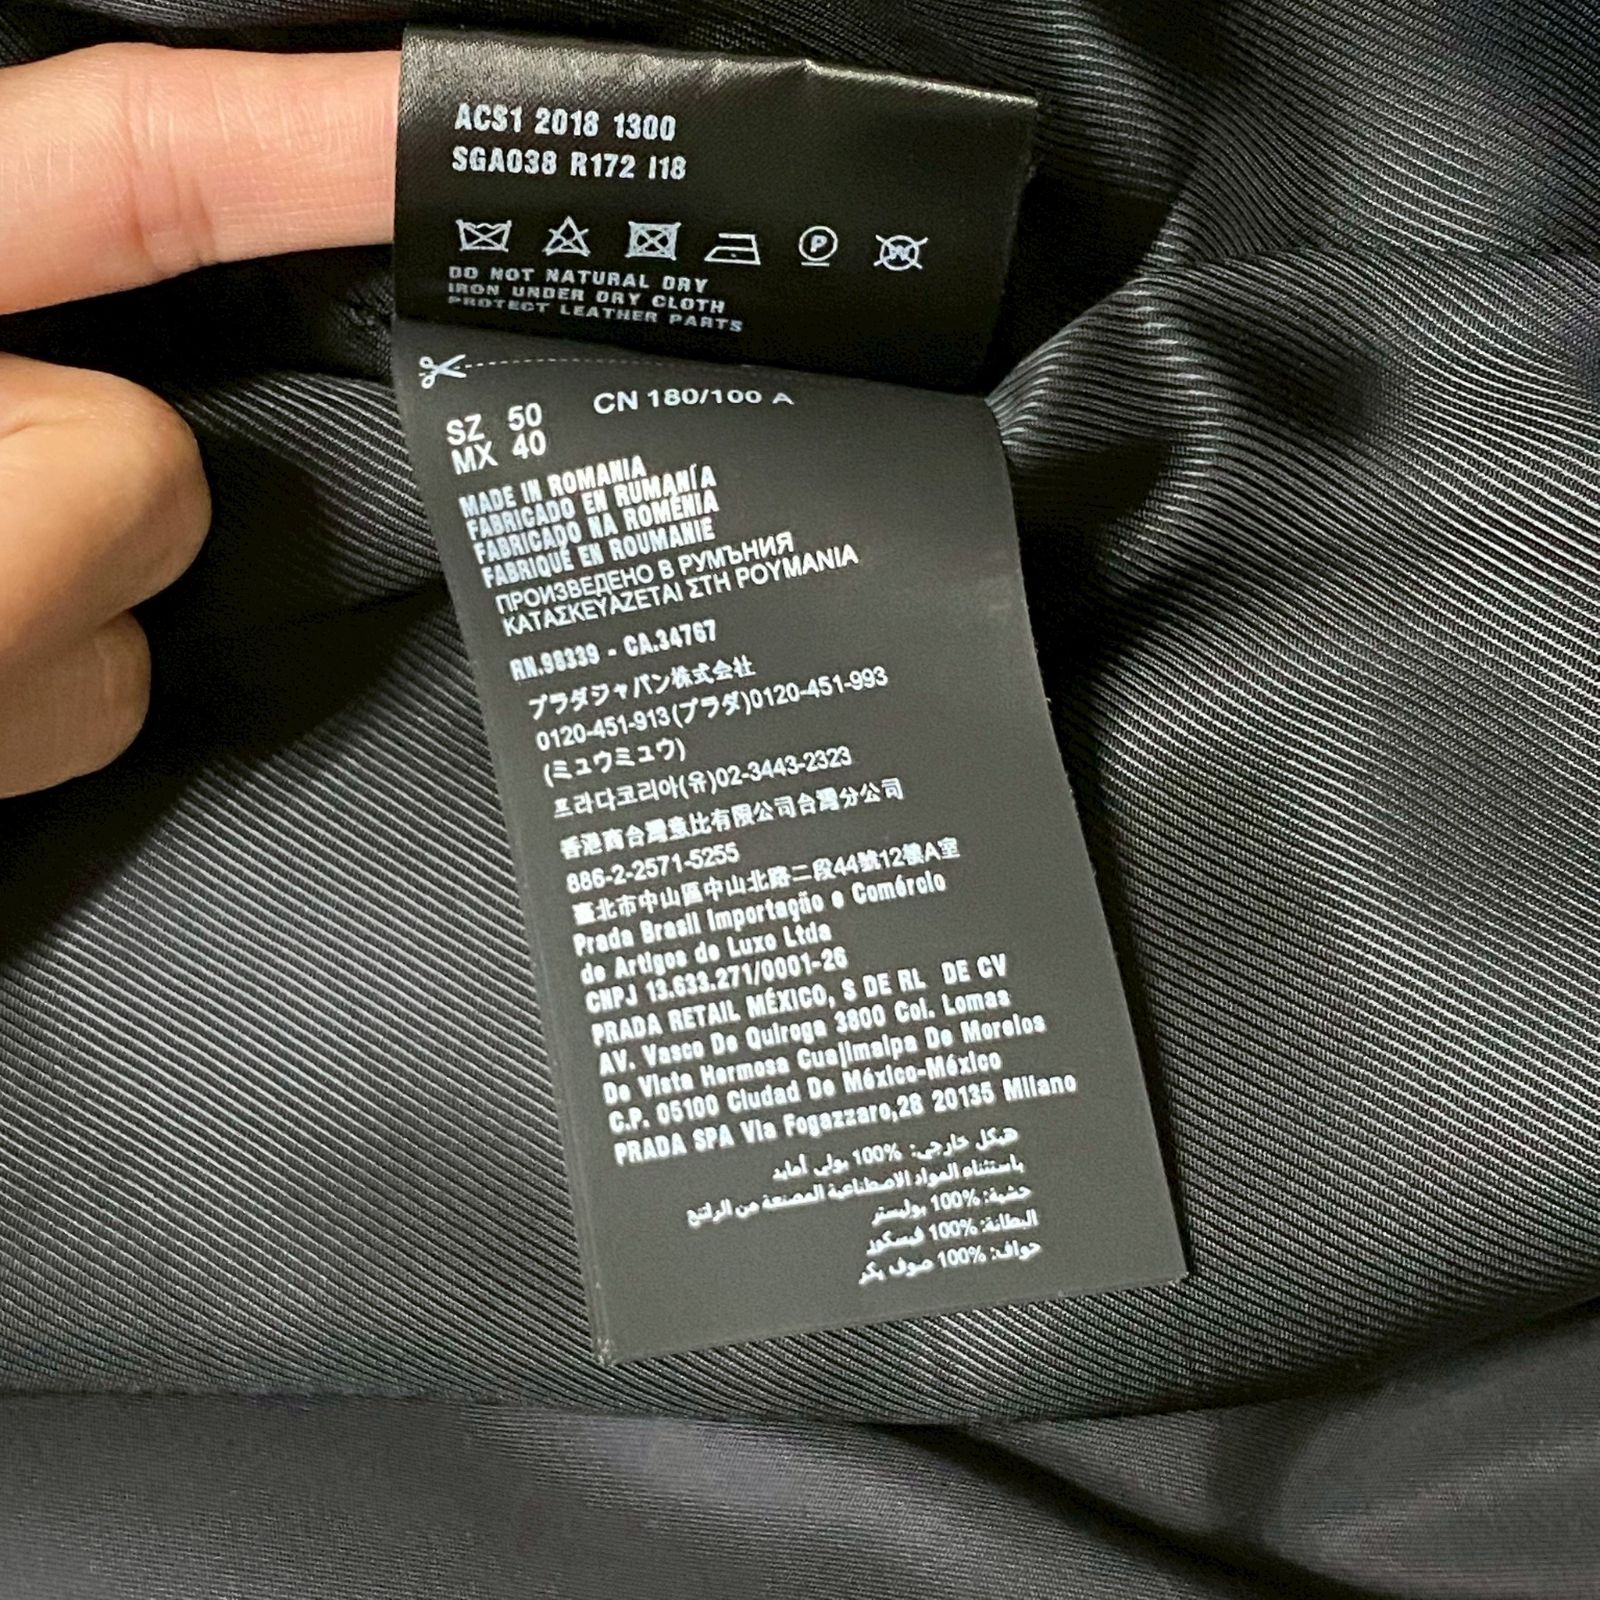 ACS1 2018 1300
SGA038 R172 I18
P
W
DO NOT NATURAL DRY
IRON UNDER DRY CLOTH
PROTECT LEATHER PARTS
SZ 50 CN 180/100 A
MX 40
MADE IN ROMANIA
FABRICADO EN RUMANÍA
FABRICADO NA ROMÉNIA
FABRIQUÉ EN ROUMANIE
ПРОИЗВЕДЕНО В РУМЪНИЯ
ΚΑΤΑΣΚΕΥΑΖΕΤΑΙ ΣΤΗ ΡΟΥΜΑΝΙΑ
RN.98339 - CA.34767
プラダジャパン株式会社
0120-451-913(プラダ)0120-451-993
(ミュウミュウ)
프라다코리아(유)02-3443-2323
香港商台灣意比有限公司台灣分公司
886-2-2571-5255
臺北市中山區中山北路二段44號12樓A室
Prada Brasil Importação e Comércio
de Artigos de Luxo Ltda
CNPJ 13.633.271/0001-26
PRADA RETAIL MÉXICO, S DE RL DE CV
AV. Vasco De Quiroga 3800 Col. Lomas
De Vista Hermosa Cuajimalpa De Morelos
C.P. 05100 Ciudad De México-México
PRADA SPA Via Fogazzaro,28 20135 Milano
هيكل خارجي: 100% بولي أمايد
باستثناء المواد الاصطناعية المصنعة من الراتنج
حشية: 100% بوليستر
البطانة: 100% فيسكوز
حواف: 100% صوف بكر